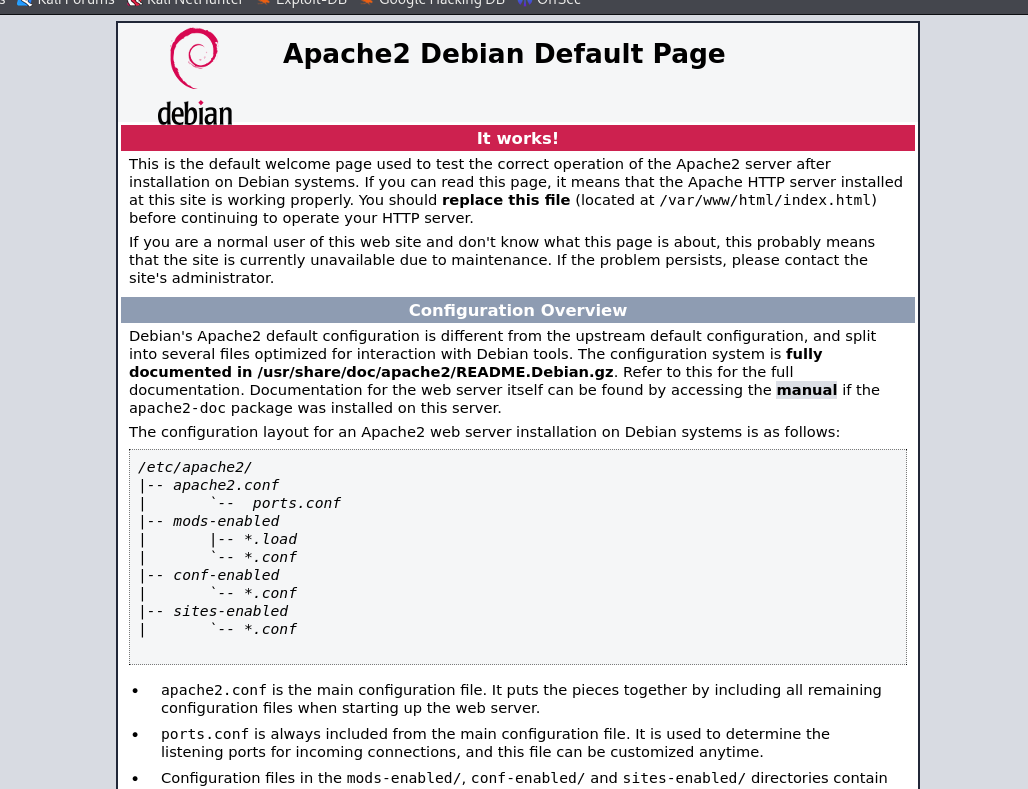 s Kali Forums Kali NetHunter Exploit-DB Google Hacking DB OffSec
debian
Apache2 Debian Default Page
It works!
This is the default welcome page used to test the correct operation of the Apache2 server after
installation on Debian systems. If you can read this page, it means that the Apache HTTP server installed
at this site is working properly. You should replace this file (located at /var/www/html/index.html)
before continuing to operate your HTTP server.
If you are a normal user of this web site and don't know what this page is about, this probably means
that the site is currently unavailable due to maintenance. If the problem persists, please contact the
site's administrator.
Configuration Overview
Debian's Apache2 default configuration is different from the upstream default configuration, and split
into several files optimized for interaction with Debian tools. The configuration system is fully
documented in /usr/share/doc/apache2/README.Debian.gz. Refer to this for the full
documentation. Documentation for the web server itself can be found by accessing the manual if the
apache2-doc package was installed on this server.
The configuration layout for an Apache2 web server installation on Debian systems is as follows:
/etc/apache2/
|-- apache2.conf
|       `--  ports.conf
|-- mods-enabled
|       |-- *.load
|       `-- *.conf
|-- conf-enabled
|       `-- *.conf
|-- sites-enabled
|       `-- *.conf
• apache2.conf is the main configuration file. It puts the pieces together by including all remaining
configuration files when starting up the web server.
• ports.conf is always included from the main configuration file. It is used to determine the
listening ports for incoming connections, and this file can be customized anytime.
• Configuration files in the mods-enabled/, conf-enabled/ and sites-enabled/ directories contain